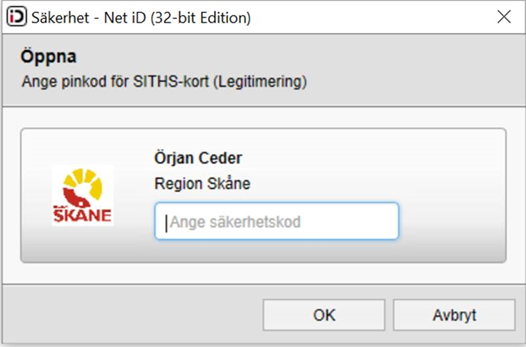 Säkerhet - Net iD (32-bit Edition)
Öppna
Ange pinkod för SITHS-kort (Legitimering)
Örjan Ceder
Region Skåne
SKÅNE
Ange säkerhetskod
OK
Avbryt